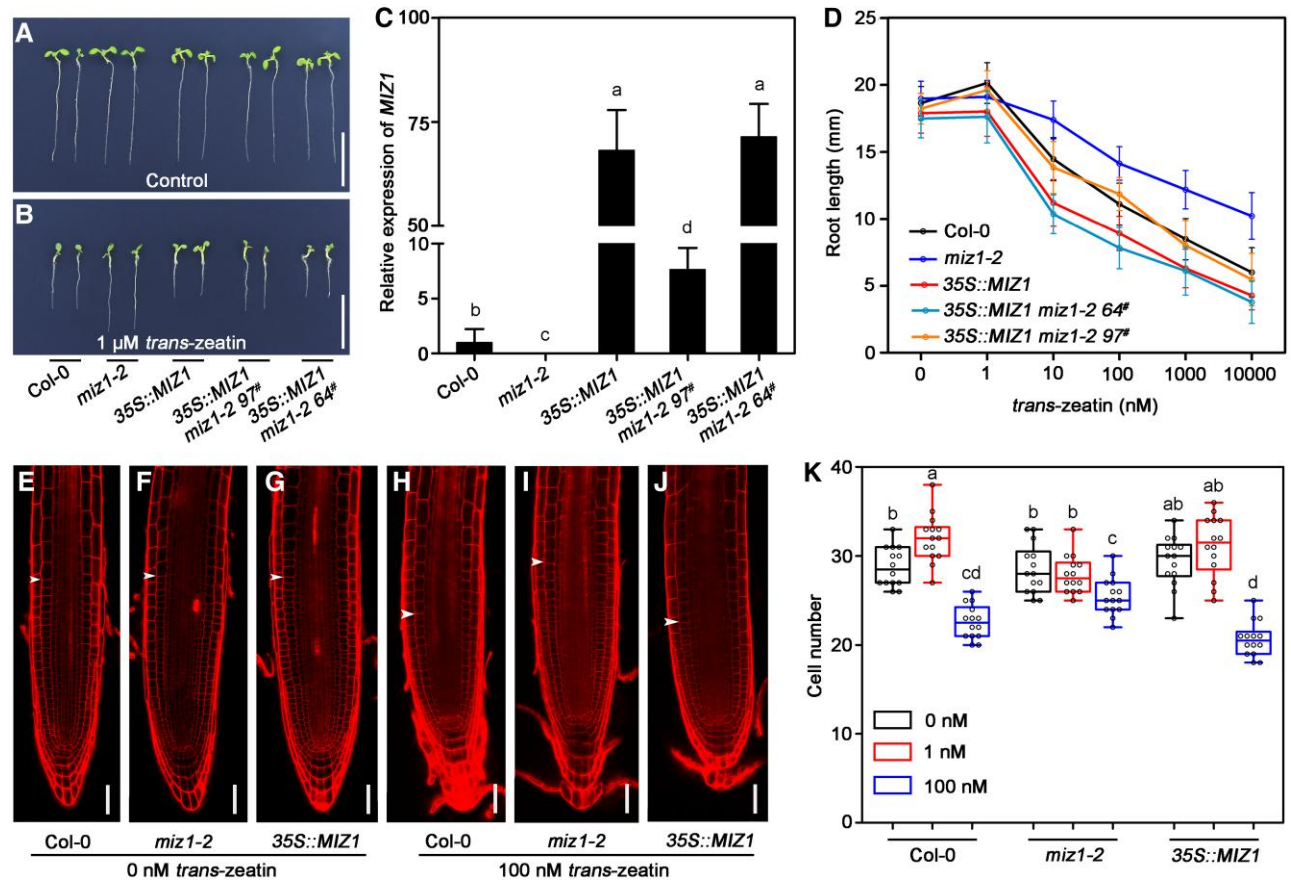 A
Control
B
1 µM trans-zeatin
Col-0
miz1-2
35S::MIZ1
35S::MIZ1
miz1-2 97#
35S::MIZ1
miz1-2 64#
C
Relative expression of MIZ1
100
75
50
10
5
0
b
c
a
d
a
Col-0
miz1-2
35S::MIZ1
35S::MIZ1
miz1-2 97#
35S::MIZ1
miz1-2 64#
D
Root length (mm)
25
20
15
10
5
0
Col-0
miz1-2
35S::MIZ1
35S::MIZ1 miz1-2 64#
35S::MIZ1 miz1-2 97#
0 1 10 100 1000 10000
trans-zeatin (nM)
E F G H I J
Col-0 miz1-2 35S::MIZ1 Col-0 miz1-2 35S::MIZ1
0 nM trans-zeatin 100 nM trans-zeatin
K
Cell number
40
30
20
10
0
b a cd b b c ab ab d
0 nM
1 nM
100 nM
Col-0 miz1-2 35S::MIZ1